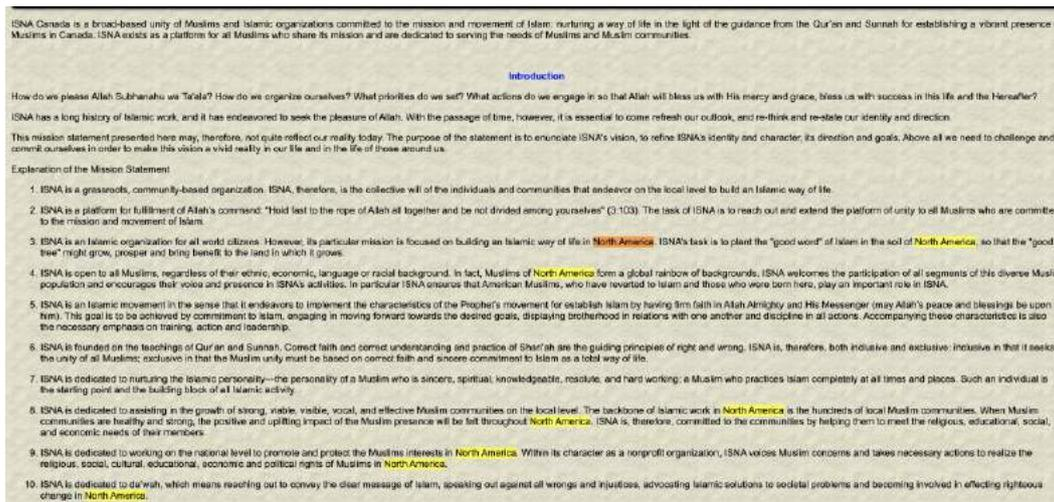 ISNA Canada is a broad-based unity of Muslims and Islamic organizations committed to the mission and movement of Islam: nurturing a way of life in the light of the guidance from the Qur'an and Sunnah for establishing a vibrant presence
Muslims in Canada. ISNA exists as a platform for all Muslims who share its mission and are dedicated to serving the needs of Muslims and Muslim communities.
Introduction
How do we please Allah Subhanahu wa Ta'ala? How do we organize ourselves? What priorities do we set? What actions do we engage in so that Allah will bless us with His mercy and grace, bless us with success in this life and the Hereafter?
ISNA has a long history of Islamic work, and it has endeavored to seek the pleasure of Allah. With the passage of time, however, it is essential to come refresh our outlook, and re-think and re-state our identity and direction.
This mission statement presented here may, therefore, not quite reflect our reality today. The purpose of the statement is to enunciate ISNA's vision, to refine ISNA's identity and character, its direction and goals. Above all we need to challenge and
commit ourselves in order to make this vision a vivid reality in our life and in the life of those around us.
Explanation of the Mission Statement
1. ISNA is a grassroots, community-based organization. ISNA, therefore, is the collective will of the individuals and communities that endeavor on the local level to build an Islamic way of life.
2. ISNA is a platform for fulfillment of Allah's command: "Hold fast to the rope of Allah all together and be not divided among yourselves" (3:103). The task of ISNA is to reach out and extend the platform of unity to all Muslims who are committe
to the mission and movement of Islam.
3. ISNA is an Islamic organization for all world citizens. However, its particular mission is focused on building an Islamic way of life in North America. ISNA's task is to plant the "good word" of Islam in the soil of North America, so that the "good
tree" might grow, prosper and bring benefit to the land in which it grows.
4. ISNA is open to all Muslims, regardless of their ethnic, economic, language or racial background. In fact, Muslims of North America form a global rainbow of backgrounds. ISNA welcomes the participation of all segments of this diverse Musli
population and encourages their voice and presence in ISNA's activities. In particular ISNA ensures that American Muslims, who have reverted to Islam and those who were born here, play an important role in ISNA.
5. ISNA is an Islamic movement in the sense that it endeavors to implement the characteristics of the Prophet's movement for establish Islam by having firm faith in Allah Almighty and His Messenger (may Allah's peace and blessings be upon
him). This goal is to be achieved by commitment to Islam, engaging in moving forward towards the desired goals, displaying brotherhood in relations with one another and discipline in all actions. Accompanying these characteristics is also
the necessary emphasis on training, action and leadership.
6. ISNA is founded on the teachings of Qur'an and Sunnah. Correct faith and correct understanding and practice of Shari'ah are the guiding principles of right and wrong. ISNA is, therefore, both inclusive and exclusive: inclusive in that it seeks
the unity of all Muslims; exclusive in that the Muslim unity must be based on correct faith and sincere commitment to Islam as a total way of life.
7. ISNA is dedicated to nurturing the Islamic personality—the personality of a Muslim who is sincere, spiritual, knowledgeable, resolute, and hard working; a Muslim who practices Islam completely at all times and places. Such an individual is
the starting point and the building block of all Islamic activity.
8. ISNA is dedicated to assisting in the growth of strong, viable, visible, vocal, and effective Muslim communities on the local level. The backbone of Islamic work in North America is the hundreds of local Muslim communities. When Muslim
communities are healthy and strong, the positive and uplifting impact of the Muslim presence will be felt throughout North America. ISNA is, therefore, committed to the communities by helping them to meet the religious, educational, social,
and economic needs of their members.
9. ISNA is dedicated to working on the national level to promote and protect the Muslims interests in North America. Within its character as a nonprofit organization, ISNA voices Muslim concerns and takes necessary actions to realize the
religious, social, cultural, educational, economic and political rights of Muslims in North America.
10. ISNA is dedicated to da'wah, which means reaching out to convey the clear message of Islam, speaking out against all wrongs and injustices, advocating Islamic solutions to societal problems and becoming involved in effecting righteous
change in North America.